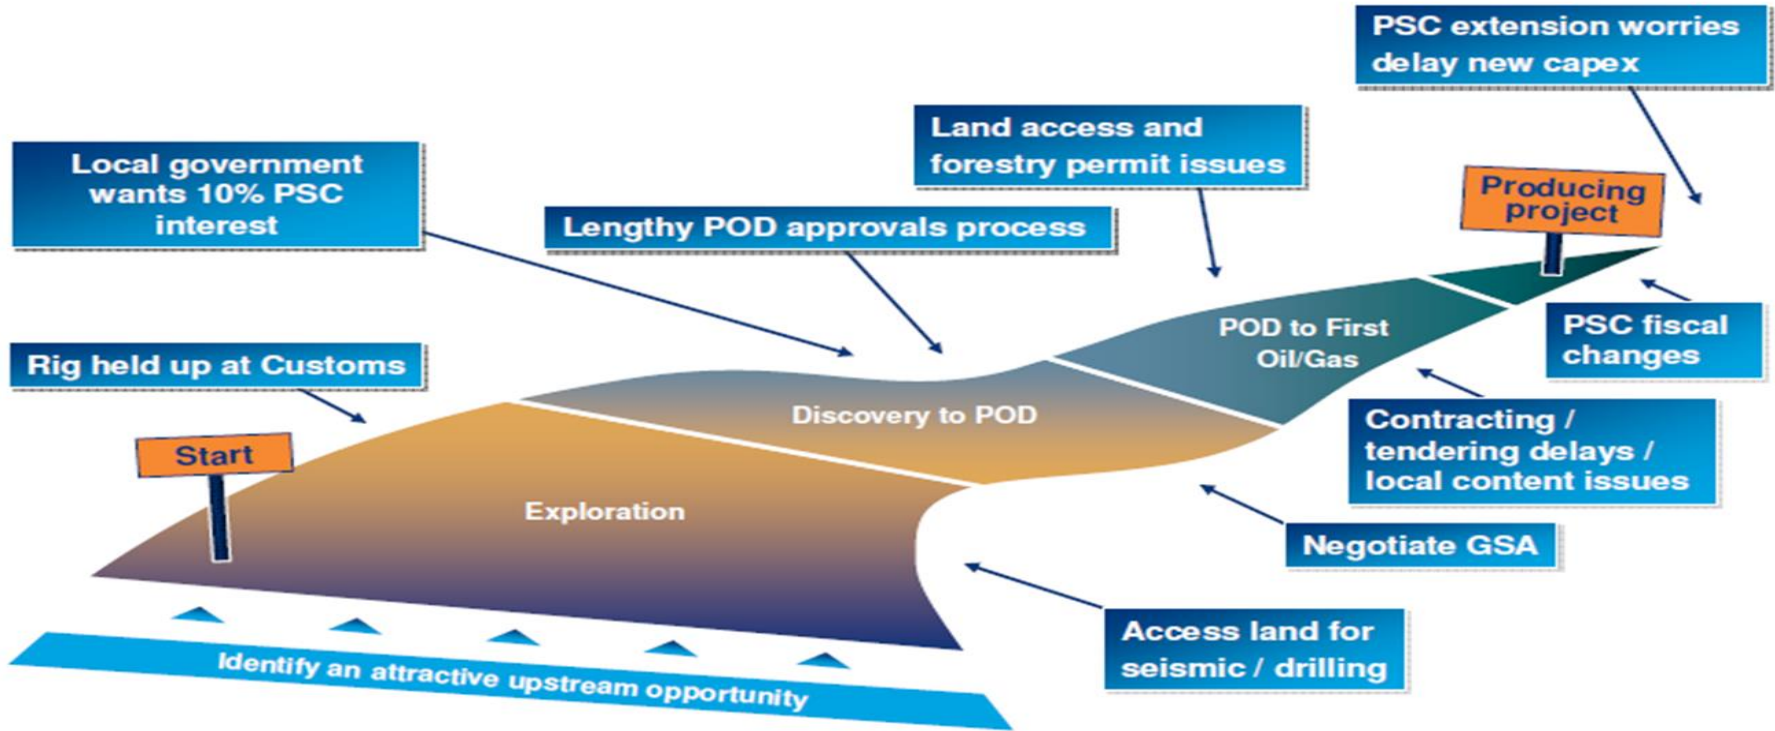 PSC extension worries
delay new capex
Land access and
forestry permit issues
Local government
wants 10% PSC
interest
Lengthy POD approvals process
Producing
project
Rig held up at Customs
POD to First
Oil/Gas
PSC fiscal
changes
Start
Discovery to POD
Contracting /
tendering delays /
local content issues
Exploration
Negotiate GSA
Access land for
seismic / drilling
Identify an attractive upstream opportunity